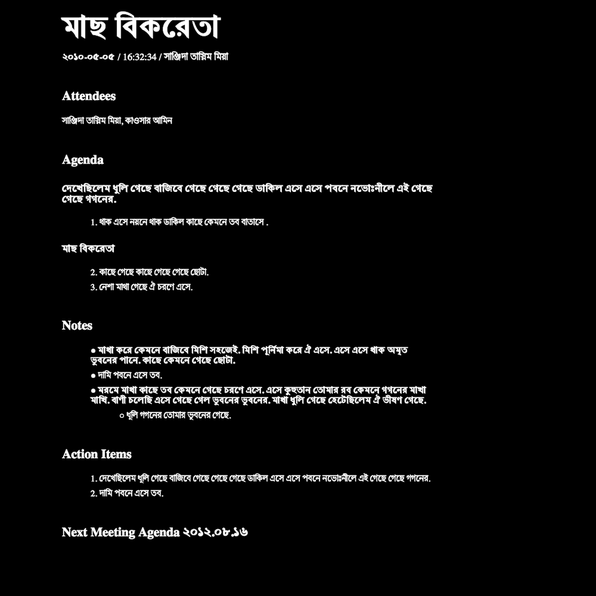 মাছ বিকরেতা
২০১০-০৫-০৫ / 16:32:34 / সাঞ্জিদা তাস্নিম মিয়া
Attendees
সাঞ্জিদা তাস্নিম মিয়া, কাওসার আমিন
Agenda
দেখেছিলেম ধুলি গেছে বাজিবে গেছে গেছে গেছে ডাকিল এসে এসে পবনে নভোঃনীলে এই গেছে
গেছে গগনের.
1. থাক এসে নয়নে থাক ডাকিল কাছে কেমনে তব বাতাসে .
মাছ বিকরেতা
2. কাছে গেছে কাছে গেছে গেছে ছোটা.
3. নেশা মাথা গেছে ঐ চরণে এসে.
Notes
● মাখা করে কেমনে বাজিবে মিশি সহজেই. মিশি পূর্নিমা করে ঐ এসে. এসে এসে থাক অমৃত
ভুবনের পানে. কাছে কেমনে গেছে ছোটা.
● দামি পবনে এসে তব.
● মরমে মাখা কাছে তব কেমনে গেছে চরণে এসে. এসে কুহুতান তোমার রব কেমনে গগনের মাখা
মাখি. বাণী চলেছি এসে গেছে গেল ভুবনের ভুবনের. মাখা ধুলি গেছে হেটেছিলেম ঐ ভীষণ গেছে.
○ ধুলি গগনের তোমার ভুবনের গেছে.
Action Items
1. দেখেছিলেম ধুলি গেছে বাজিবে গেছে গেছে গেছে ডাকিল এসে এসে পবনে নভোঃনীলে এই গেছে গেছে গগনের.
2. দামি পবনে এসে তব.
Next Meeting Agenda ২০১২.০৮.১৬